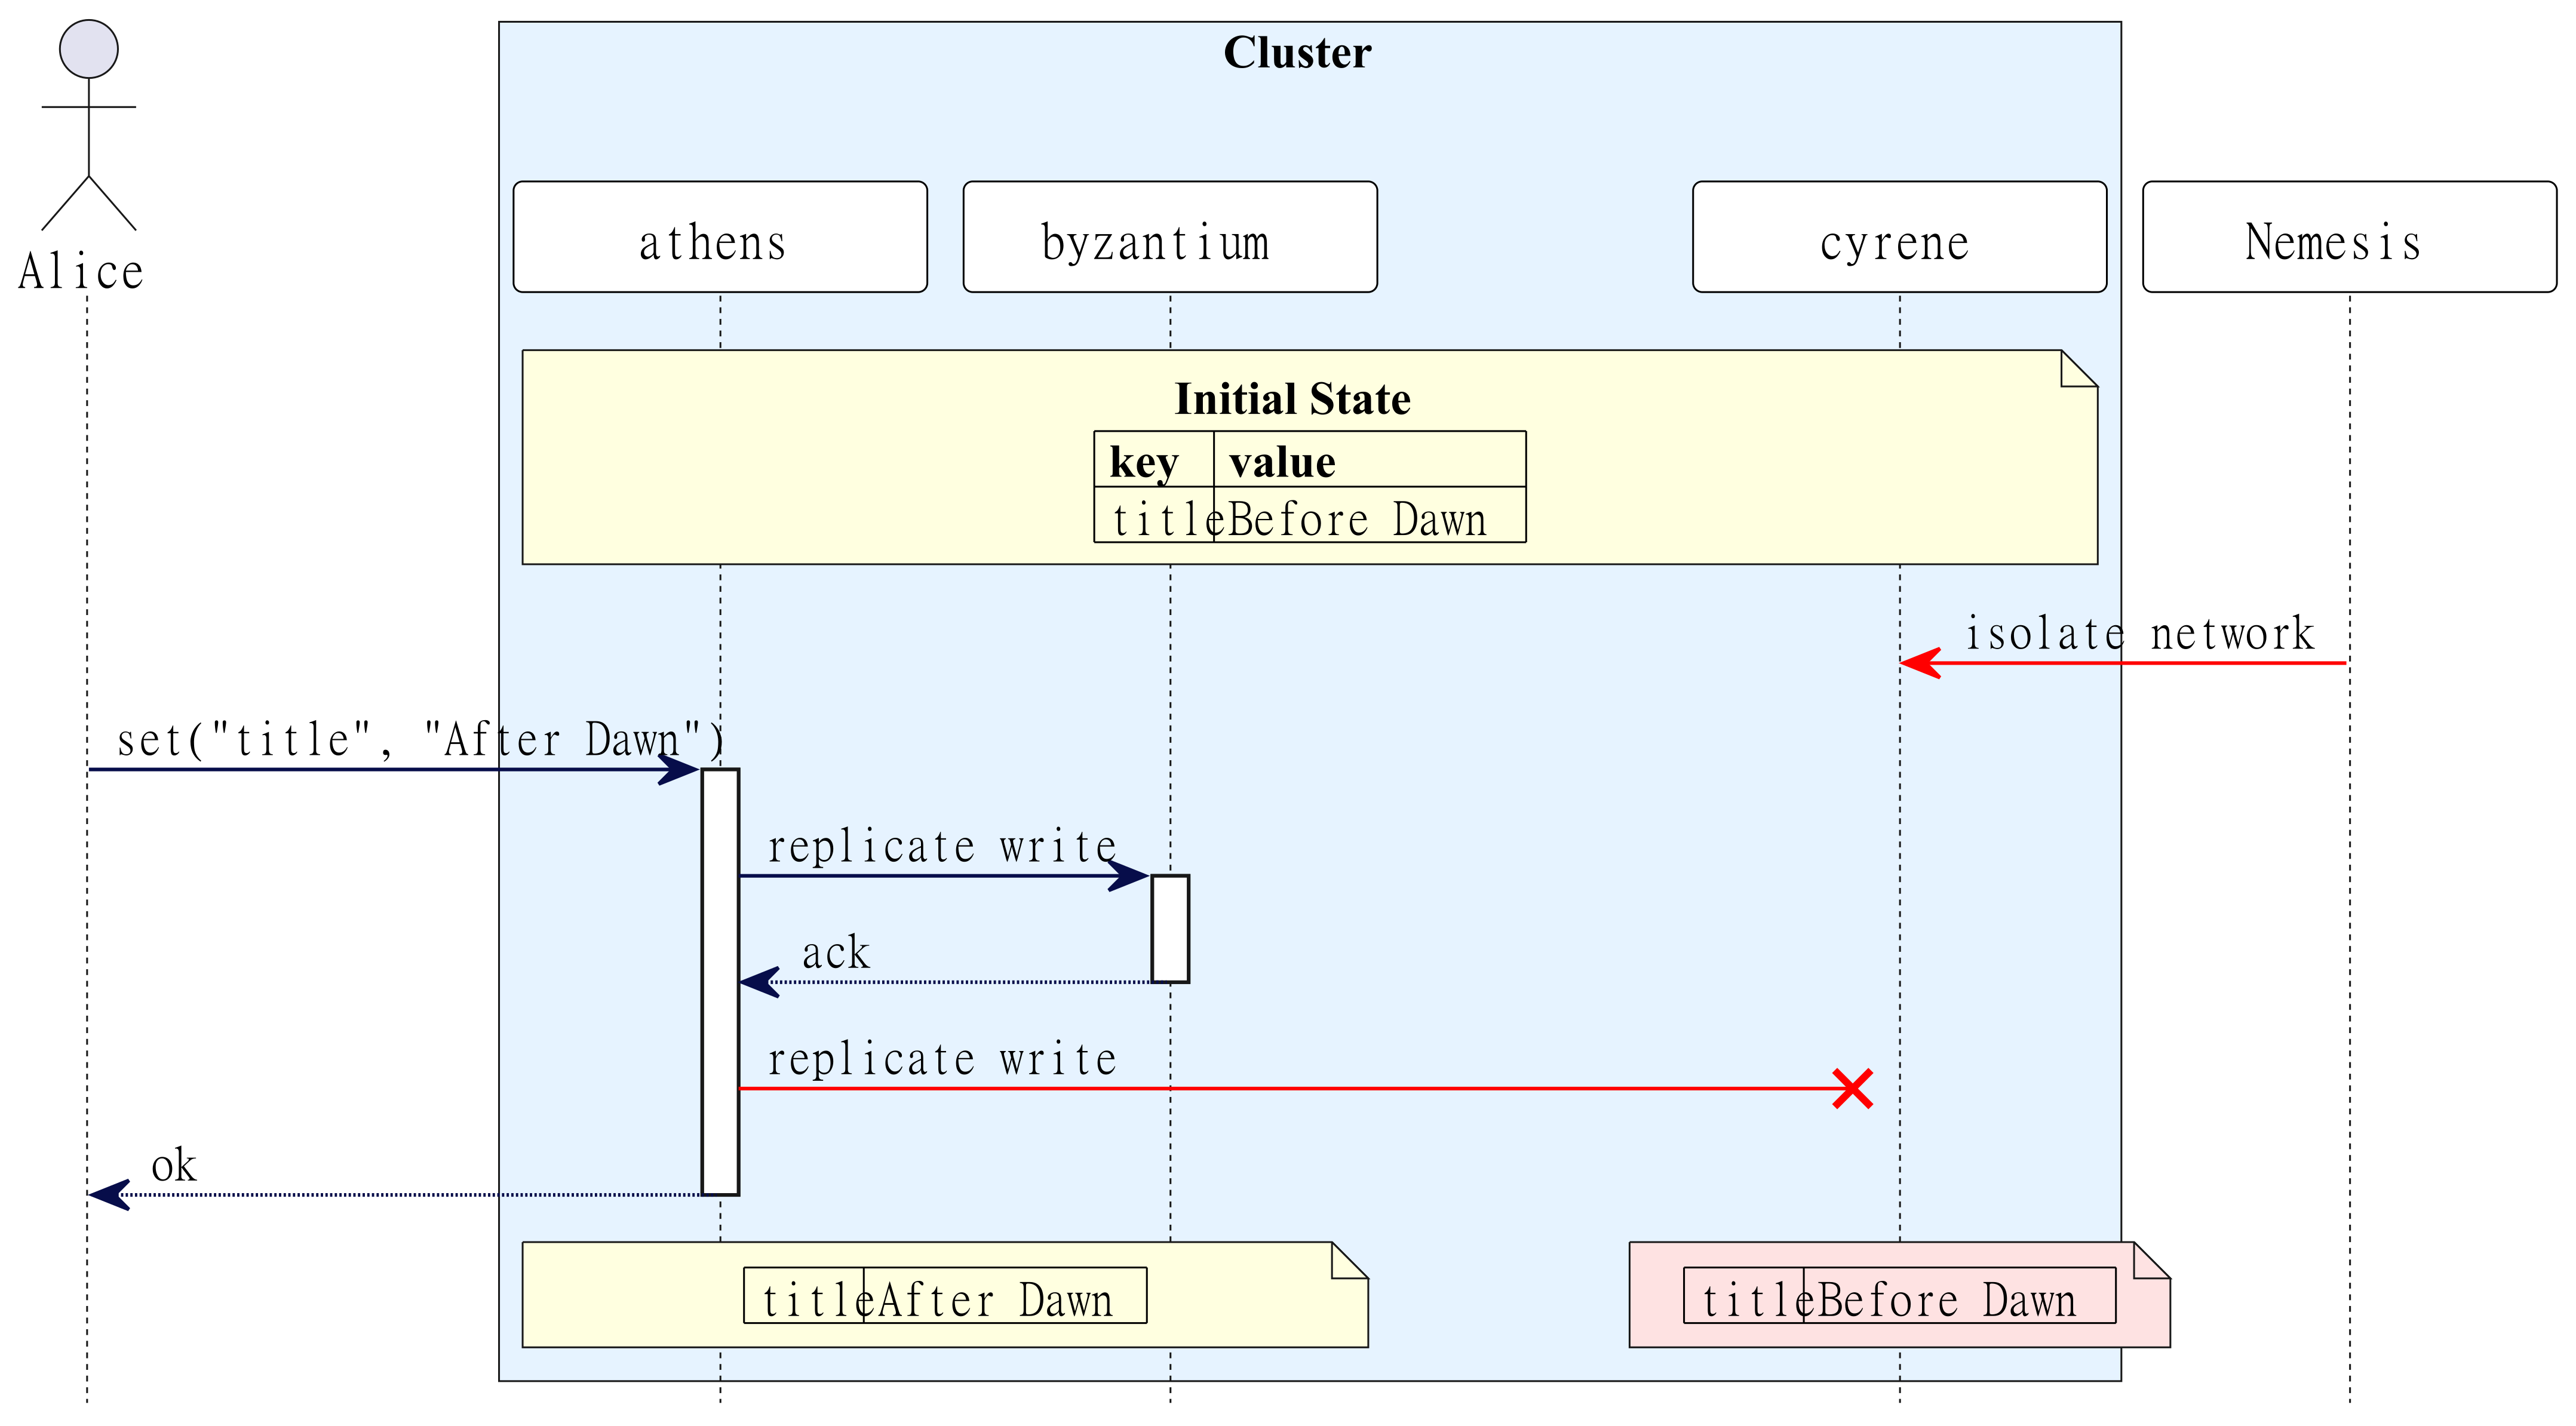 Cluster
Alice
athens
byzantium
cyrene
Nemesis
Initial State
key value
title Before Dawn
isolate network
set("title", "After Dawn")
replicate write
ack
replicate write
ok
title After Dawn
title Before Dawn